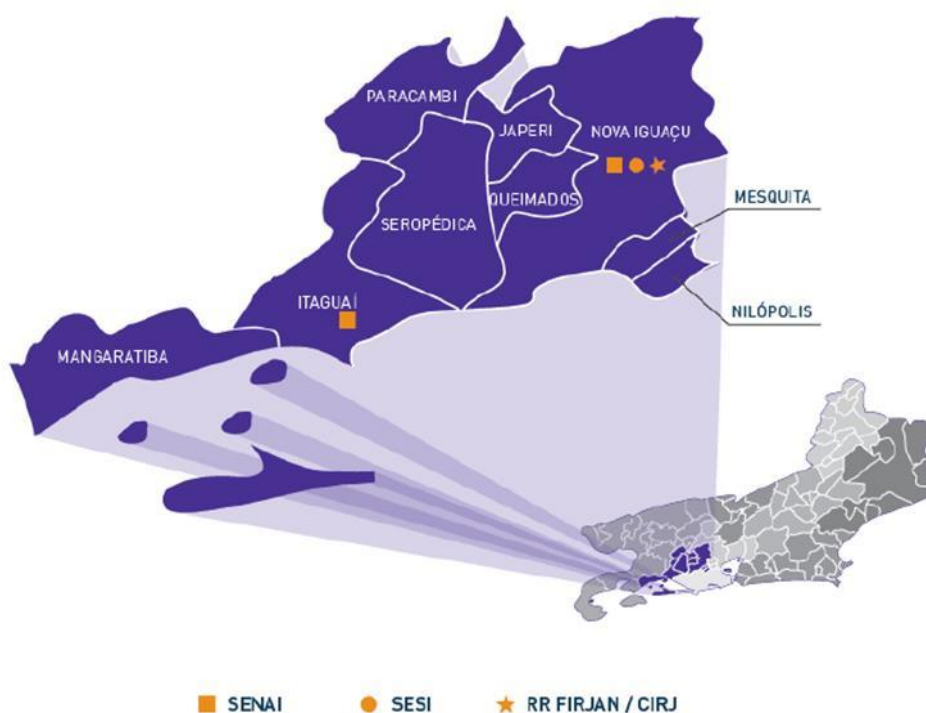 PARACAMBI
JAPERI
NOVA IGUAÇU
QUEIMADOS
MESQUITA
SEROPÉDICA
ITAGUAÍ
NILÓPOLIS
MANGARATIBA
SENAI
SESI
RR FIRJAN / CIRJ